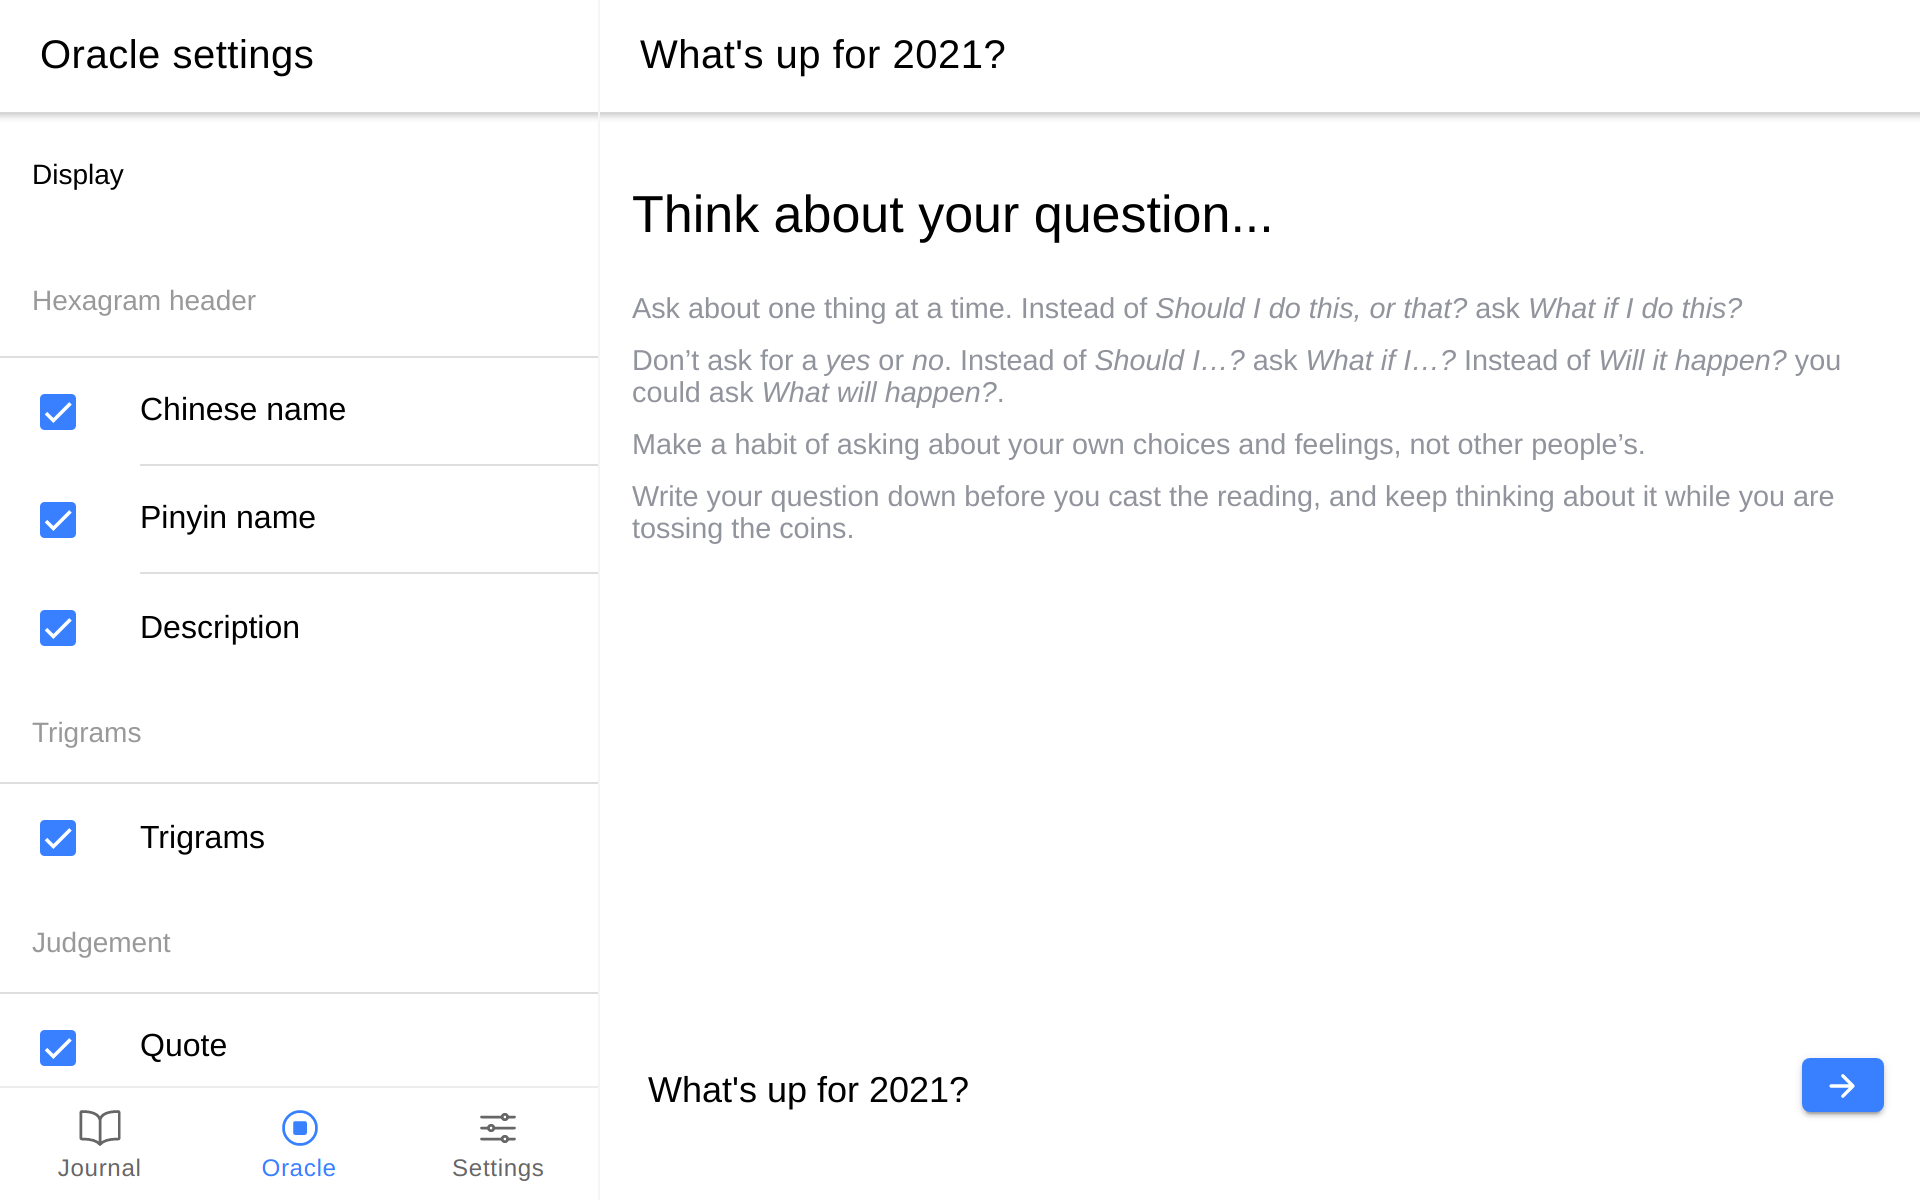 Oracle settings
Display
Hexagram header
Chinese name
Pinyin name
Description
Trigrams
Trigrams
Judgement
Quote
Journal
Oracle
Settings
What's up for 2021?
Think about your question...
Ask about one thing at a time. Instead of Should I do this, or that? ask What if I do this?
Don’t ask for a yes or no. Instead of Should I…? ask What if I…? Instead of Will it happen? you
could ask What will happen?.
Make a habit of asking about your own choices and feelings, not other people’s.
Write your question down before you cast the reading, and keep thinking about it while you are
tossing the coins.
What's up for 2021?